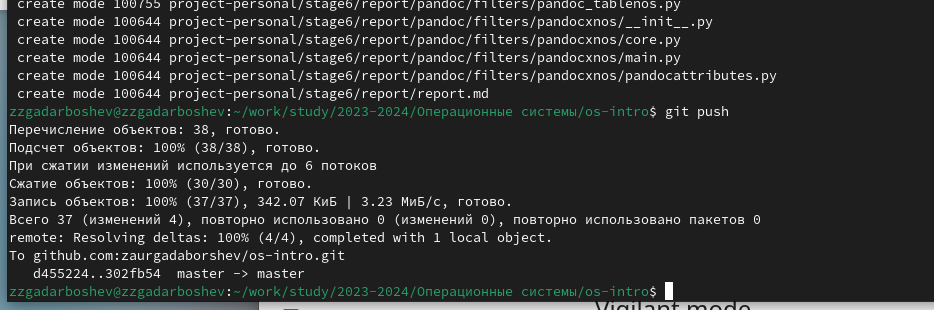 create mode 100755 project-personal/stage6/report/pandoc/filters/pandoc_tablenos.py
create mode 100644 project-personal/stage6/report/pandoc/filters/pandocxnos/__init__.py
create mode 100644 project-personal/stage6/report/pandoc/filters/pandocxnos/core.py
create mode 100644 project-personal/stage6/report/pandoc/filters/pandocxnos/main.py
create mode 100644 project-personal/stage6/report/pandoc/filters/pandocxnos/pandocattributes.py
create mode 100644 project-personal/stage6/report/report.md
zzgadarboshev@zzgadarboshev:~/work/study/2023-2024/Операционные системы/os-intro$ git push
Перечисление объектов: 38, готово.
Подсчет объектов: 100% (38/38), готово.
При сжатии изменений используется до 6 потоков
Сжатие объектов: 100% (30/30), готово.
Запись объектов: 100% (37/37), 342.07 КиБ | 3.23 МиБ/с, готово.
Всего 37 (изменений 4), повторно использовано 0 (изменений 0), повторно использовано пакетов 0
remote: Resolving deltas: 100% (4/4), completed with 1 local object.
To github.com:zaurgadaborshev/os-intro.git
d455224..302fb54  master -> master
zzgadarboshev@zzgadarboshev:~/work/study/2023-2024/Операционные системы/os-intro$
Vigilant mode